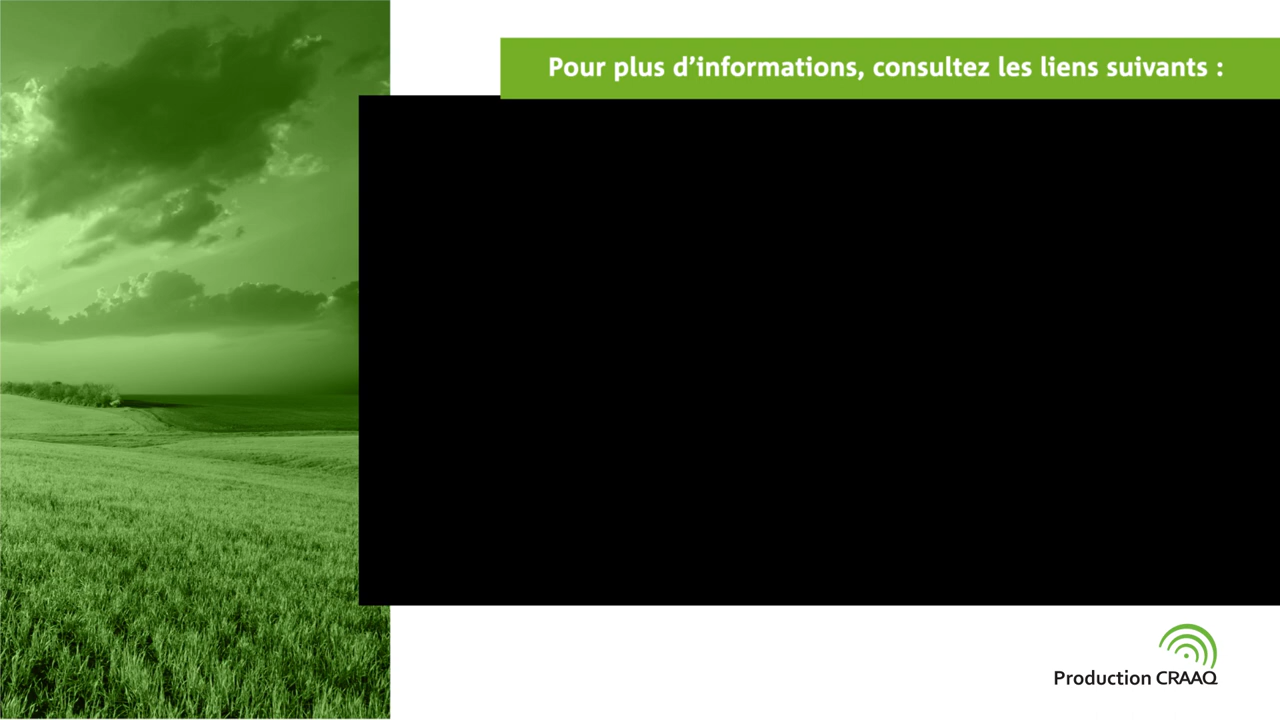 Pour plus d’informations, consultez les liens suivants :
Production CRAAQ